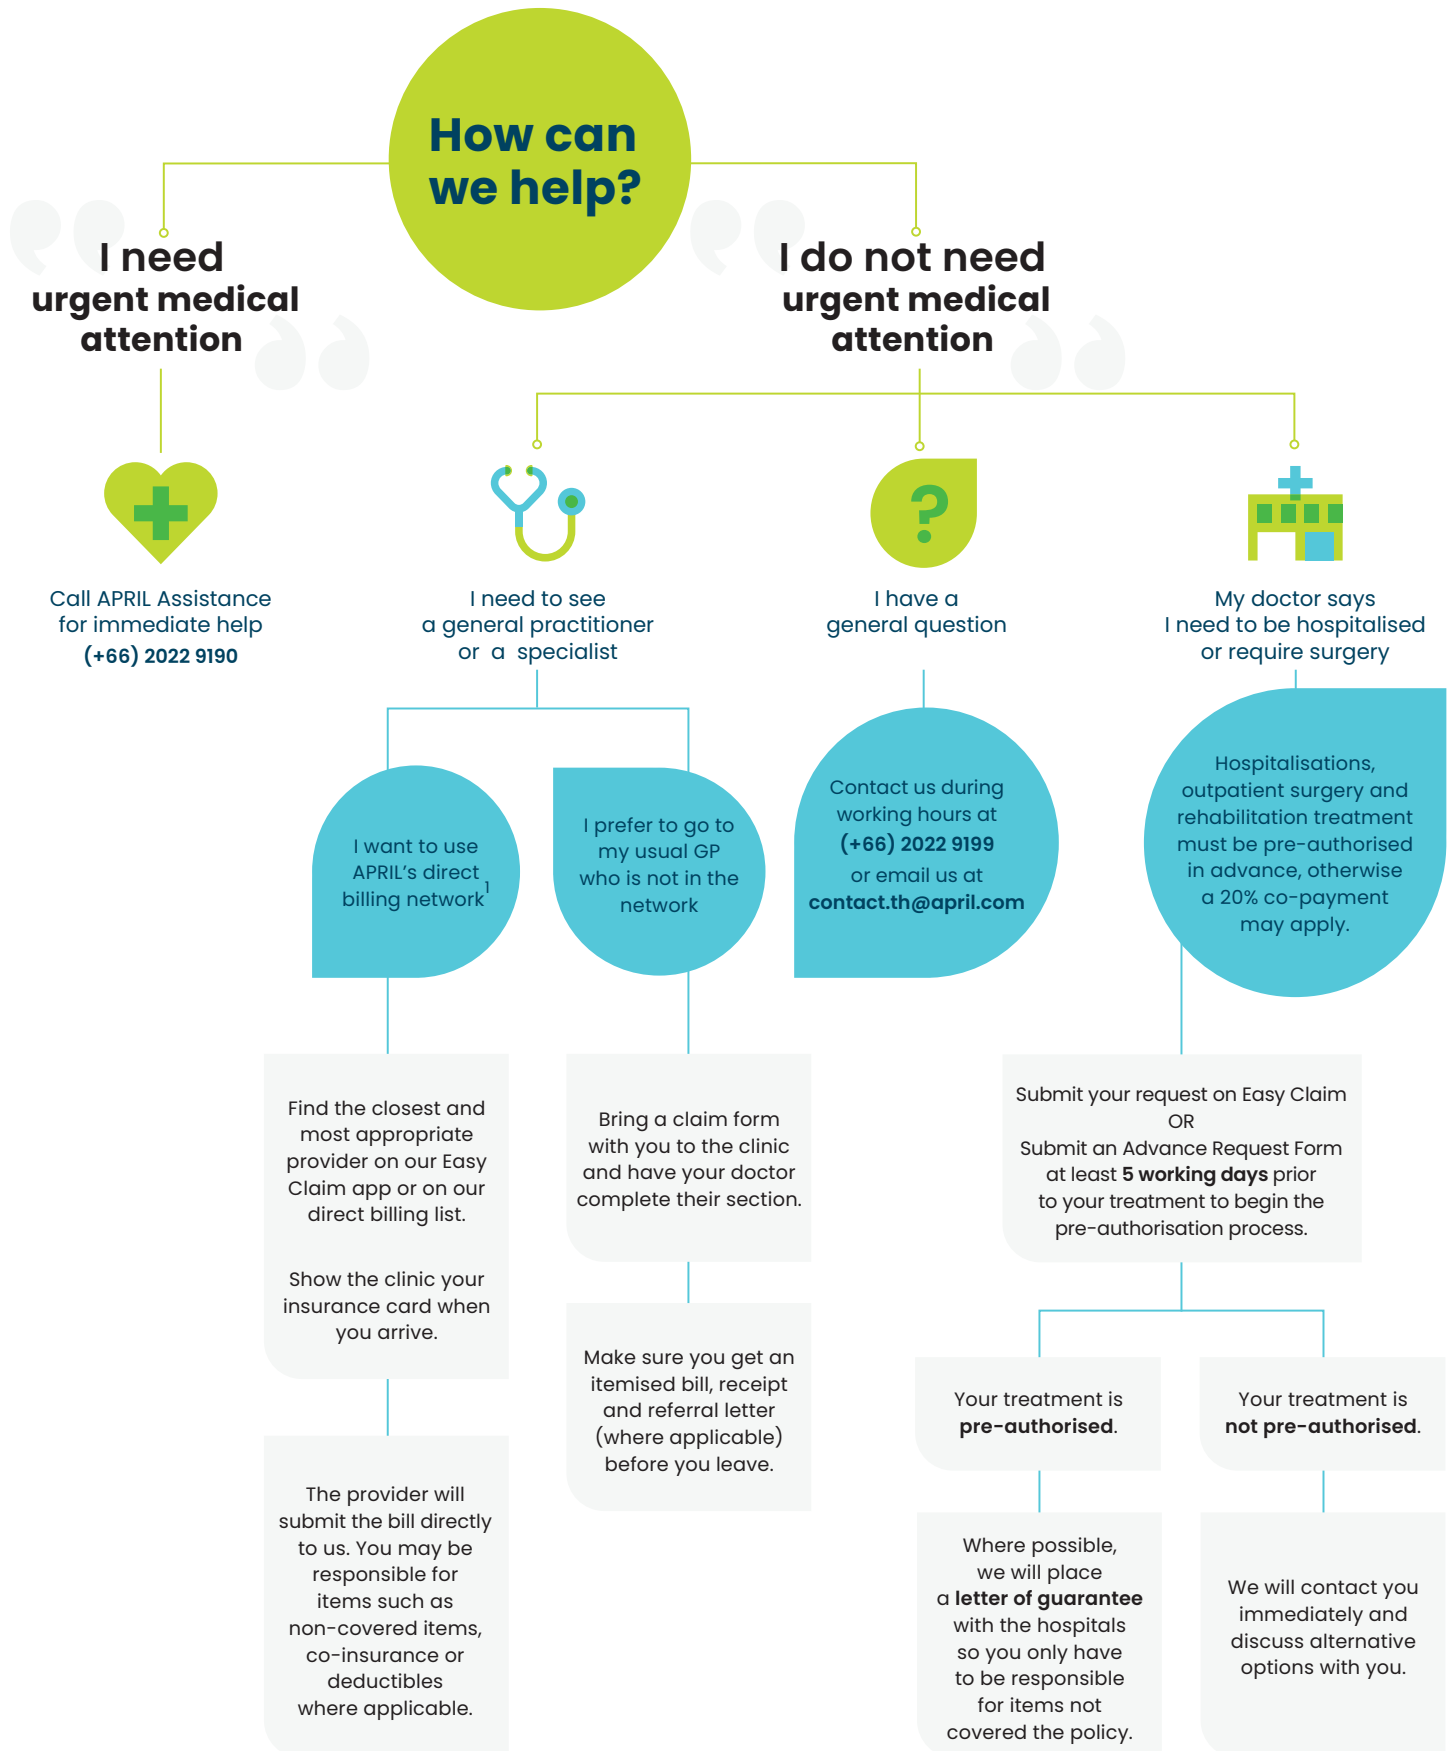 How can
we help?
I need
urgent medical
attention
I do not need
urgent medical
attention
Call APRIL Assistance
for immediate help
(+66) 2022 9190
I need to see
a general practitioner
or a specialist
I have a
general question
My doctor says
I need to be hospitalised
or require surgery
I want to use
APRIL's direct
billing network1
I prefer to go to
my usual GP
who is not in the
network
Contact us during
working hours at
(+66) 2022 9199
or email us at
contact.th@april.com
Hospitalisations,
outpatient surgery and
rehabilitation treatment
must be pre-authorised
in advance, otherwise
a 20% co-payment
may apply.
Find the closest and
most appropriate
provider on our Easy
Claim app or on our
direct billing list.
Show the clinic your
insurance card when
you arrive.
The provider will
submit the bill directly
to us. You may be
responsible for
items such as
non-covered items,
co-insurance or
deductibles
where applicable.
Bring a claim form
with you to the clinic
and have your doctor
complete their section.
Make sure you get an
itemised bill, receipt
and referral letter
(where applicable)
before you leave.
Submit your request on Easy Claim
OR
Submit an Advance Request Form
at least 5 working days prior
to your treatment to begin the
pre-authorisation process.
Your treatment is
pre-authorised.
Where possible,
we will place
a letter of guarantee
with the hospitals
so you only have
to be responsible
for items not
covered the policy.
Your treatment is
not pre-authorised.
We will contact you
immediately and
discuss alternative
options with you.